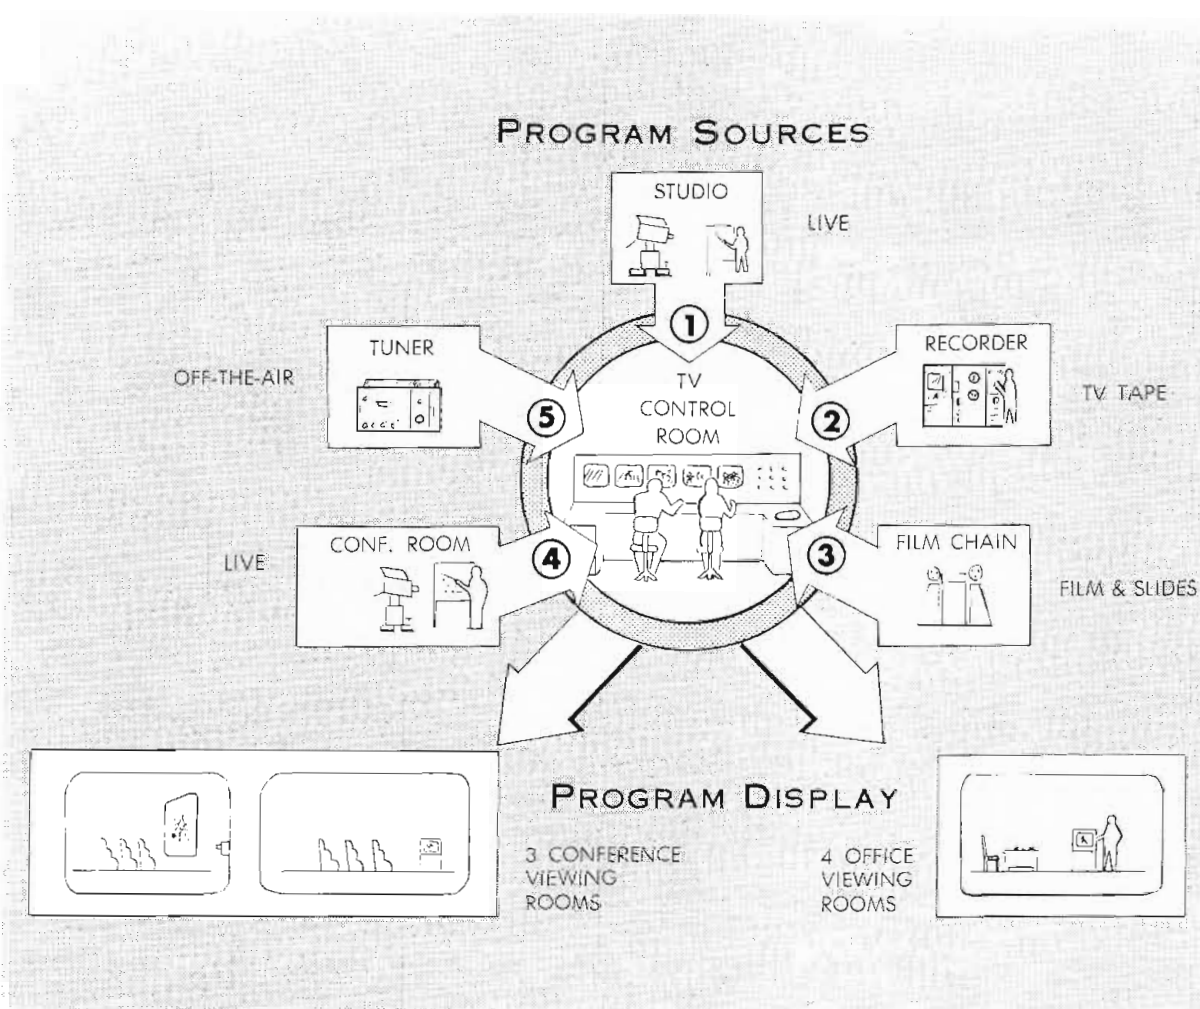 PROGRAM SOURCES
STUDIO
LIVE
1
TUNER
OFF-THE-AIR
5
RECORDER
TV TAPE
2
TV
CONTROL
ROOM
CONF. ROOM
LIVE
4
FILM CHAIN
FILM & SLIDES
3
PROGRAM DISPLAY
3 CONFERENCE
VIEWING
ROOMS
4 OFFICE
VIEWING
ROOMS